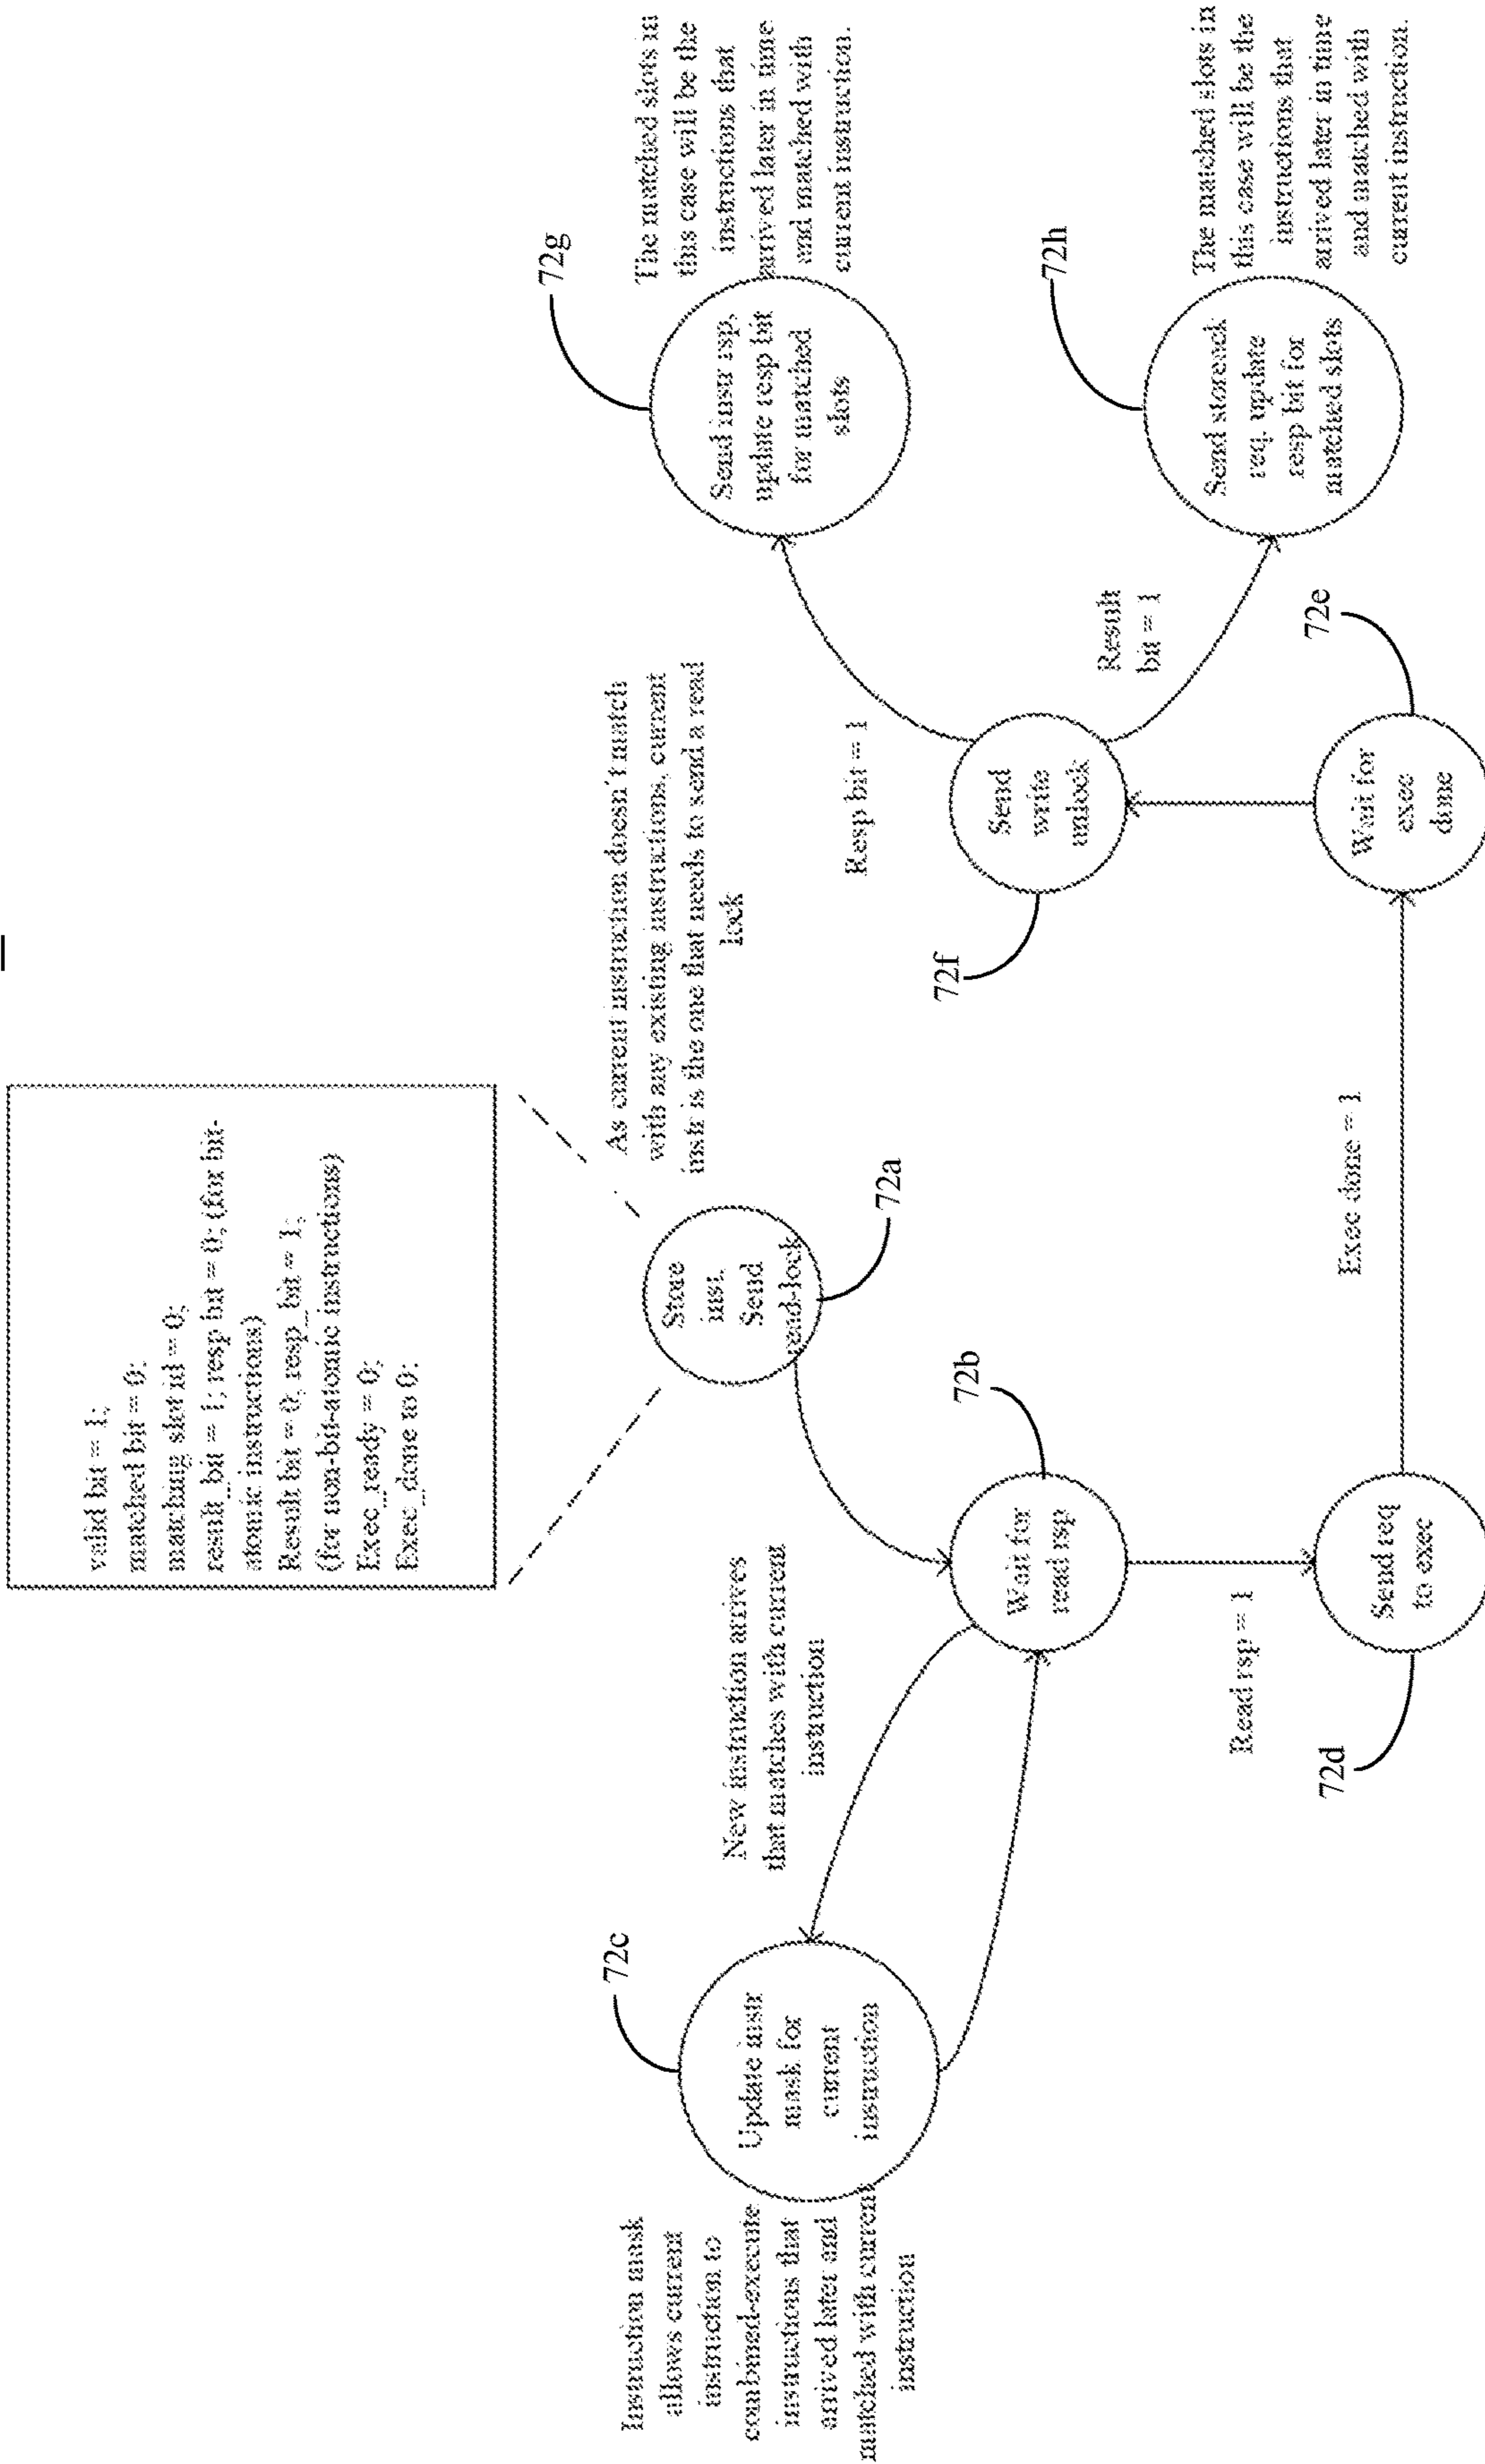 valid bit = 1;
matched bit = 0;
matching slot id = 0;
result_bit = 1; resp bit = 0; (for bit-
atomic instructions)
Result bit = 0; resp_bit = 1;
(for non-bit-atomic instructions)
Exec_ready = 0;
Exec_done to 0;
As current instruction doesn't match
with any existing instructions, current
instr is the one that needs to send a read
lock
Store
inst.
Send
read-lock
72a
Instruction mask
allows current
instruction to
combined-execute
instructions that
arrived later and
matched with current
instruction
72c
Update instr
mask for
current
instruction
New instruction arrives
that matches with current
instruction
72b
Wait for
read rsp
Read rsp = 1
72d
Send req
to exec
Exec done = 1
72e
Wait for
exec
done
72f
Send
write
unlock
Resp bit = 1
Result
bit = 1
72g
Send instr rsp,
update resp bit
for matched
slots
The matched slots in
this case will be the
instructions that
arrived later in time
and matched with
current instruction.
72h
Send storeack
req, update
resp bit for
matched slots
The matched slots in
this case will be the
instructions that
arrived later in time
and matched with
current instruction.